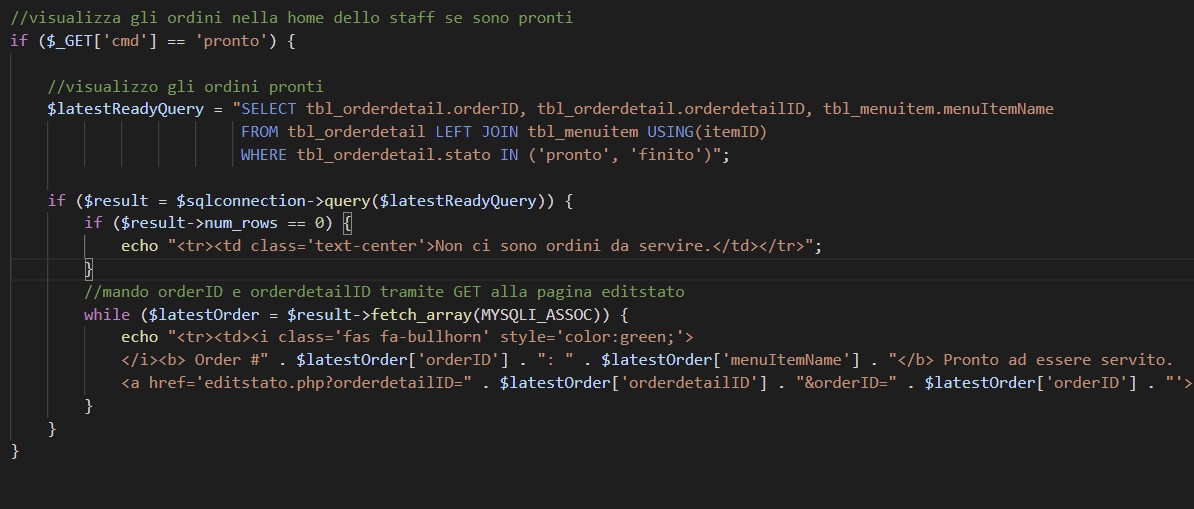 //visualizza gli ordini nella home dello staff se sono pronti
if ($_GET['cmd'] == 'pronto') {
//visualizzo gli ordini pronti
$latestReadyQuery = "SELECT tbl_orderdetail.orderID, tbl_orderdetail.orderdetailID, tbl_menuitem.menuItemName
FROM tbl_orderdetail LEFT JOIN tbl_menuitem USING(itemID)
WHERE tbl_orderdetail.stato IN ('pronto', 'finito')";
if ($result = $sqlconnection->query($latestReadyQuery)) {
if ($result->num_rows == 0) {
echo "<tr><td class='text-center'>Non ci sono ordini da servire.</td></tr>";
}
//mando orderID e orderdetailID tramite GET alla pagina editstato
while ($latestOrder = $result->fetch_array(MYSQLI_ASSOC)) {
echo "<tr><td><i class='fas fa-bullhorn' style='color:green;'>
</i><b> Order #" . $latestOrder['orderID'] . ": " . $latestOrder['menuItemName'] . "</b> Pronto ad essere servito.
<a href='editstato.php?orderdetailID=" . $latestOrder['orderdetailID'] . "&orderID=" . $latestOrder['orderID'] . "'>
}
}
}